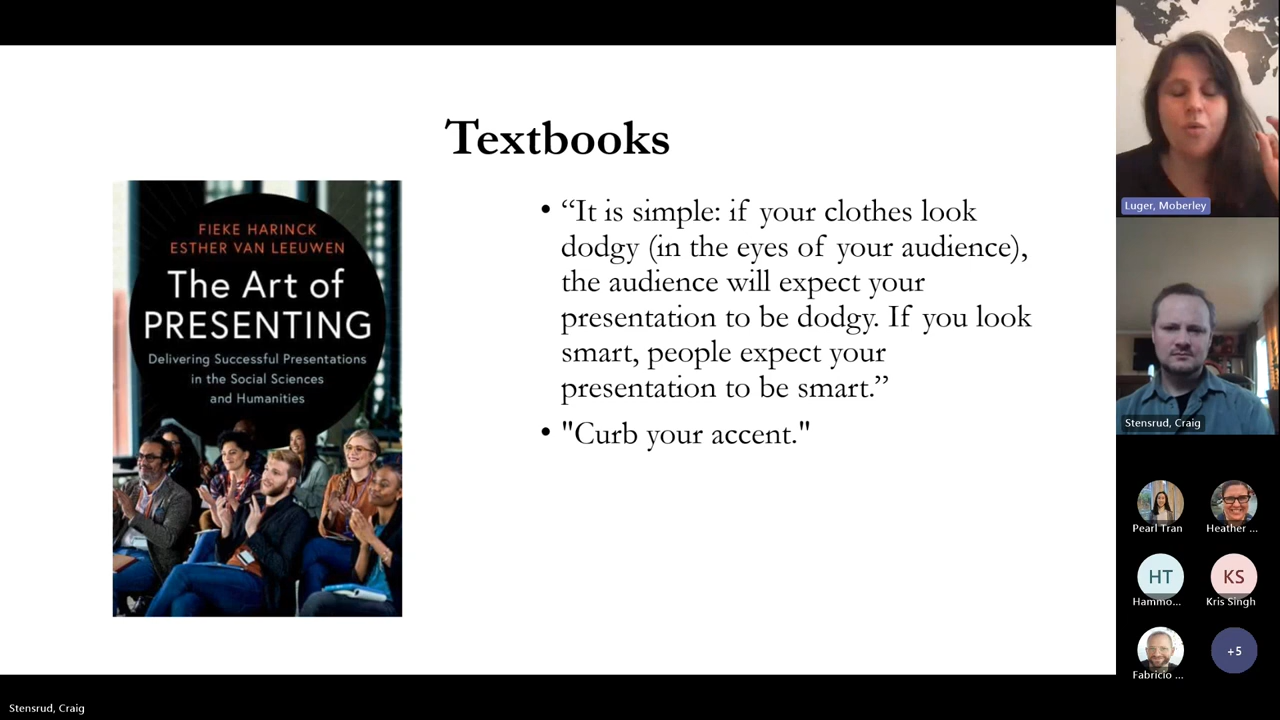 Textbooks
FIEKE HARINCK
ESTHER VAN LEEUWEN
The Art of
PRESENTING
Delivering Successful Presentations
in the Social Sciences
and Humanities
• “It is simple: if your clothes look
dodgy (in the eyes of your audience),
the audience will expect your
presentation to be dodgy. If you look
smart, people expect your
presentation to be smart.”
• "Curb your accent."
Luger, Moberley
Stensrud, Craig
Pearl Tran
Heather ...
HT
Hammo...
KS
Kris Singh
Fabricio ...
+5
Stensrud, Craig